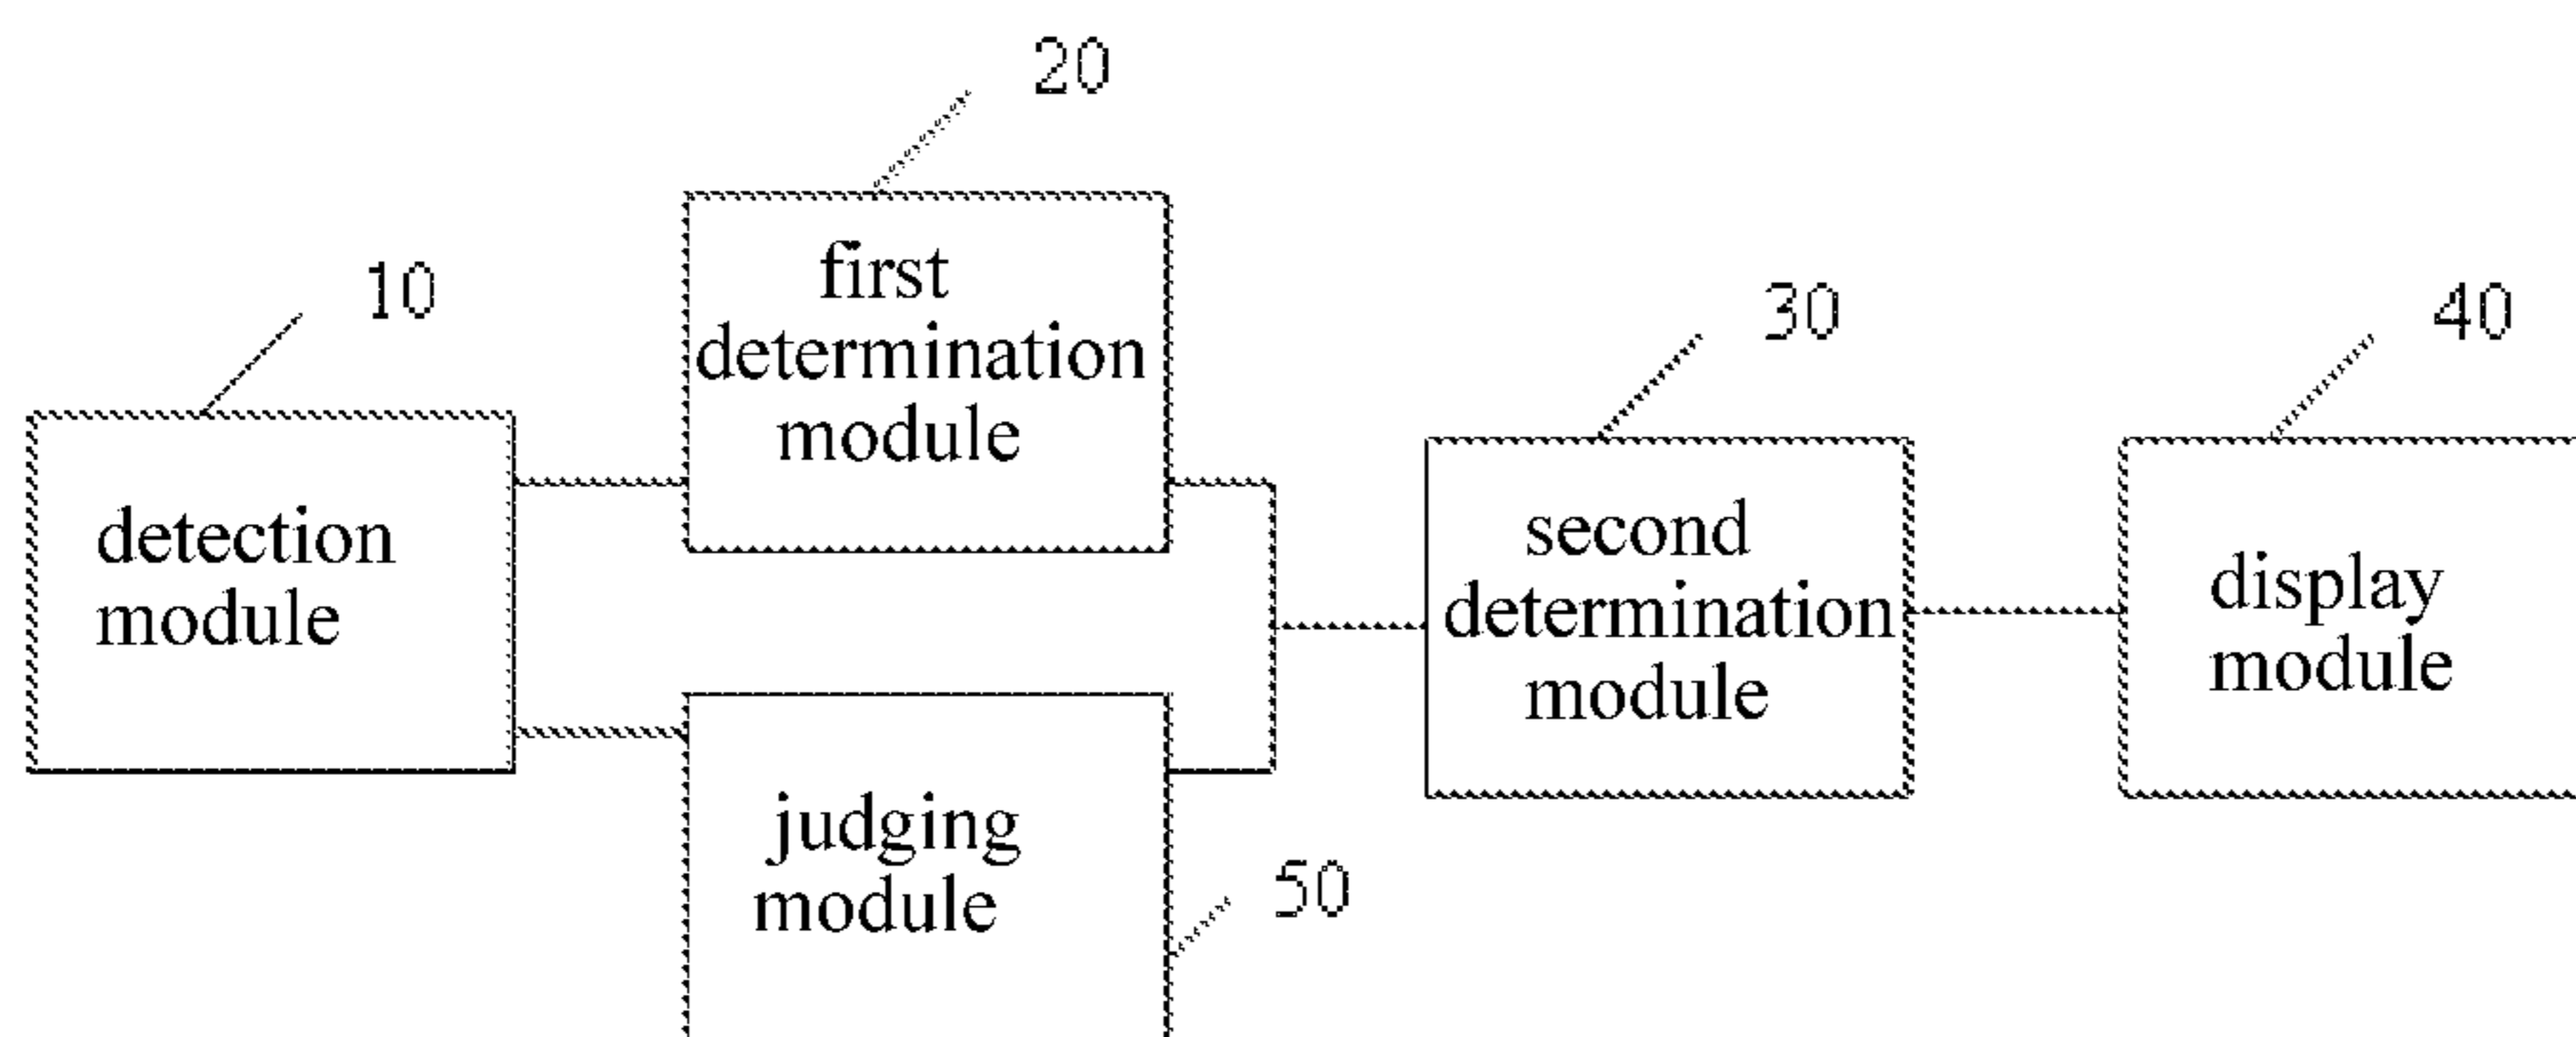 20
10
first
determination
module
30
40
detection
module
second
determination
module
display
module
judging
module
50